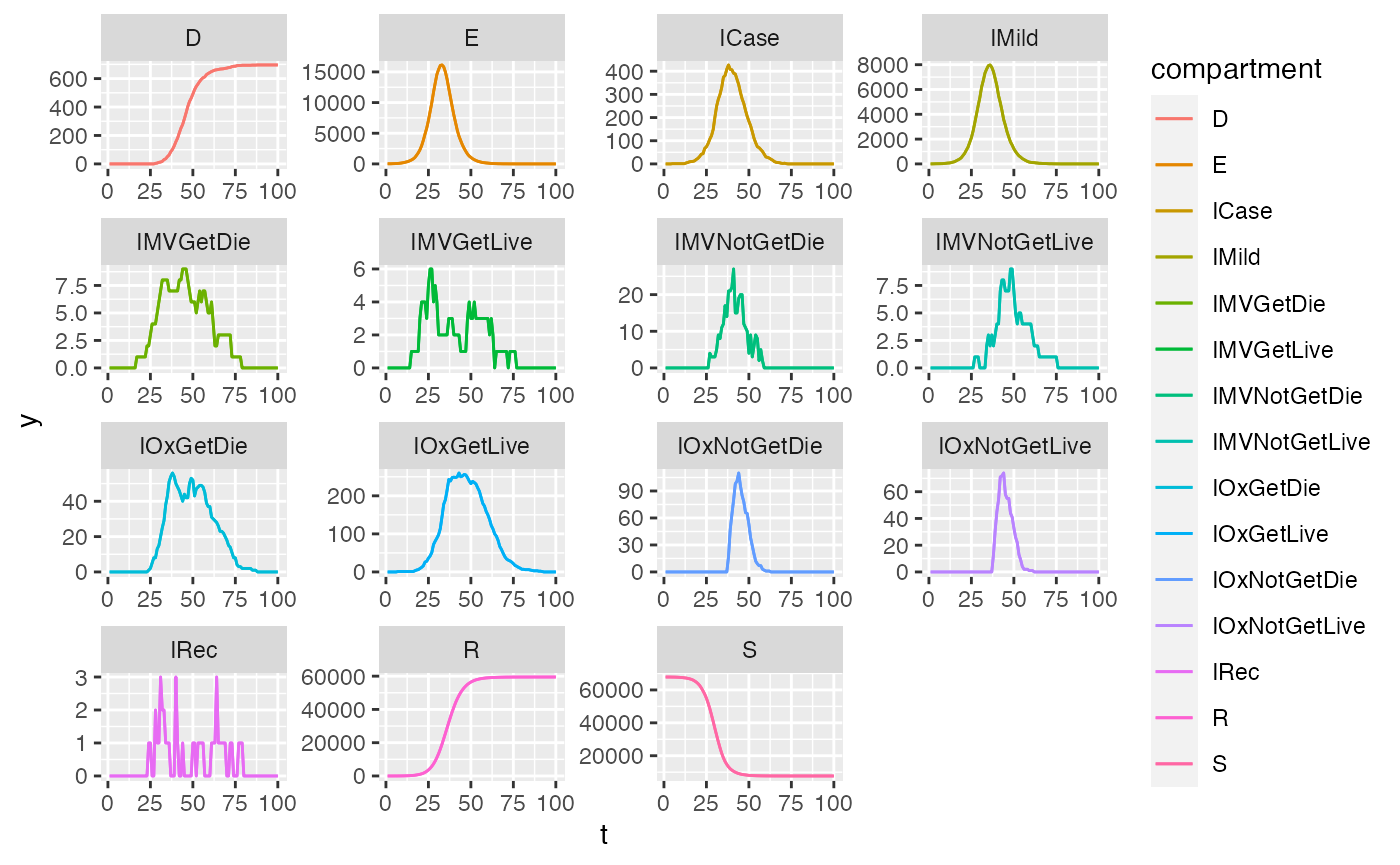 D E ICase IMild compartment
600 15000 400 8000
400 10000 300 6000
200 5000 200 4000
0 0 100 2000
0 0
0 25 50 75 100 0 25 50 75 100 0 25 50 75 100 0 25 50 75 100
IMVGetDie IMVGetLive IMVNotGetDie IMVNotGetLive
7.5 6 20 7.5
5.0 4 10 5.0
2.5 2 0 2.5
0.0 0 0.0
0 25 50 75 100 0 25 50 75 100 0 25 50 75 100 0 25 50 75 100
y
IOxGetDie IOxGetLive IOxNotGetDie IOxNotGetLive
40 200 90 60
20 100 60 40
0 0 30 20
0 0
0 25 50 75 100 0 25 50 75 100 0 25 50 75 100 0 25 50 75 100
IRec R S
3 60000 60000
2 40000 40000
1 20000 20000
0 0
0 25 50 75 100 0 25 50 75 100 0 25 50 75 100
t
D
E
ICase
IMild
IMVGetDie
IMVGetLive
IMVNotGetDie
IMVNotGetLive
IOxGetDie
IOxGetLive
IOxNotGetDie
IOxNotGetLive
IRec
R
S